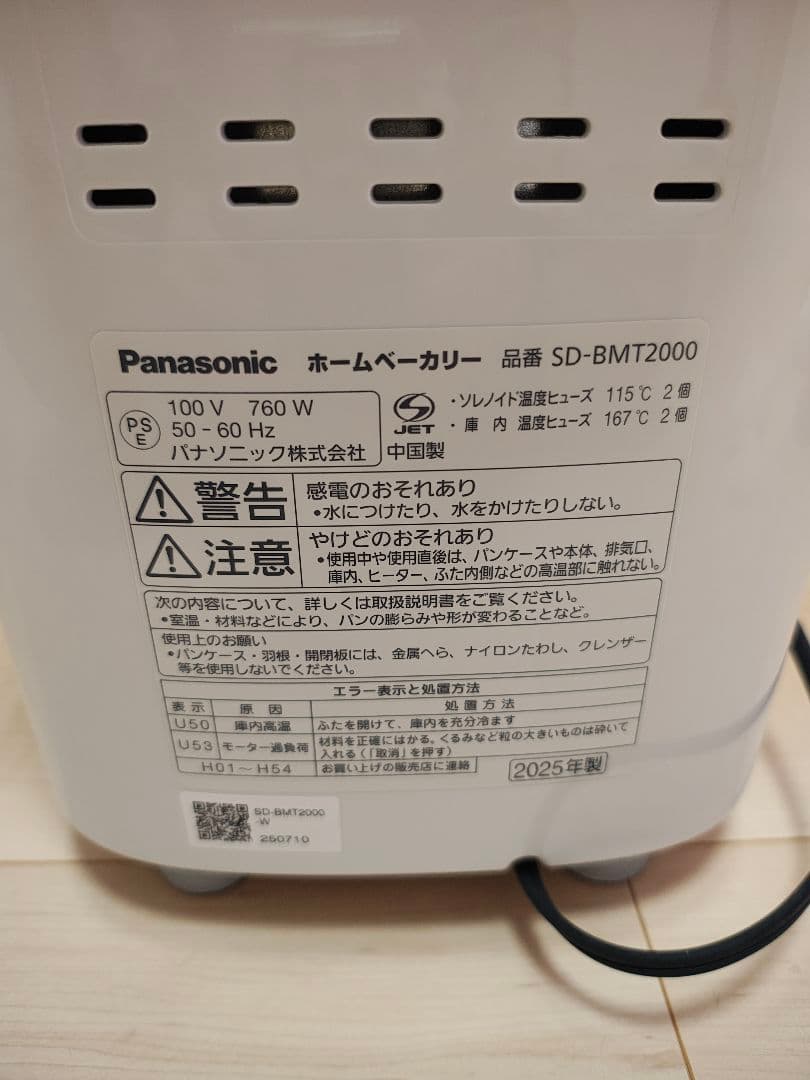 Panasonic ホームベーカリー 品番 SD-BMT2000
PS E
100 V 760 W
50 - 60 Hz
パナソニック株式会社
JET
・ソレノイド温度ヒューズ 115℃ 2個
・庫 内 温度ヒューズ 167℃ 2個
中国製
警告
感電のおそれあり
•水につけたり、水をかけたりしない。
注意
やけどのおそれあり
•使用中や使用直後は、パンケースや本体、排気口、
庫内、ヒーター、ふた内側などの高温部に触れない。
次の内容について、詳しくは取扱説明書をご覧ください。
•室温・材料などにより、パンの膨らみや形が変わることなど。
使用上のお願い
•パンケース・羽根・開閉板には、金属へら、ナイロンたわし、クレンザー
等を使用しないでください。
エラー表示と処置方法
表示 原 因 処 置 方 法
U50 庫内高温 ふたを開けて、庫内を充分冷ます
U53 モーター過負荷 材料を正確にはかる。くるみなど粒の大きいものは砕いて
入れる(「取消」を押す)
H01～H54 お買い上げの販売店に連絡
2025年製
SD-BMT2000
-W
250710